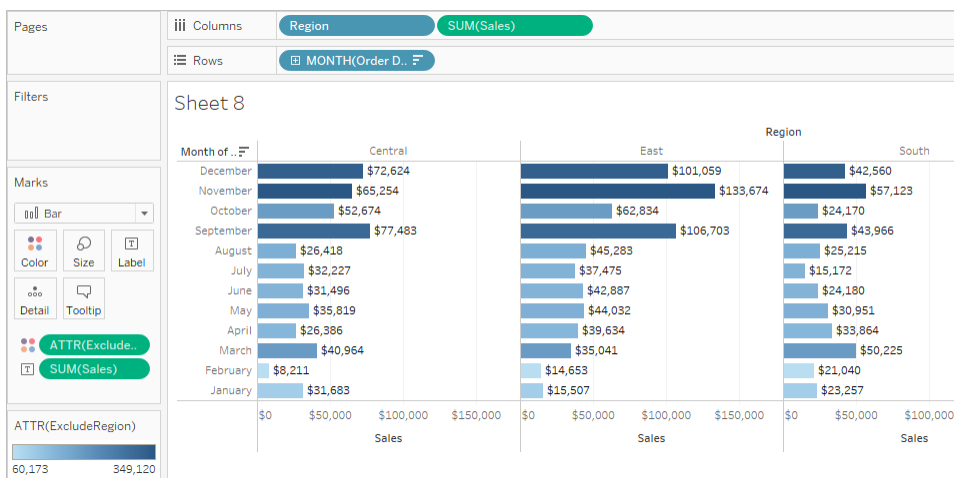 Pages
Columns Region SUM(Sales)
Rows MONTH(Order D..
Filters
Sheet 8
Region
Month of .. Central East South
December $72,624 $101,059 $42,560
November $65,254 $133,674 $57,123
October $52,674 $62,834 $24,170
September $77,483 $106,703 $43,966
August $26,418 $45,283 $25,215
July $32,227 $37,475 $15,172
June $31,496 $42,887 $24,180
May $35,819 $44,032 $30,951
April $26,386 $39,634 $33,864
March $40,964 $35,041 $50,225
February $8,211 $14,653 $21,040
January $31,683 $15,507 $23,257
$0 $50,000 $100,000 $150,000 $0 $50,000 $100,000 $150,000 $0 $50,000 $100,000
Sales Sales Sales
Marks
Bar
Color Size Label
Detail Tooltip
ATTR(Exclude..
SUM(Sales)
ATTR(ExcludeRegion)
60,173 349,120